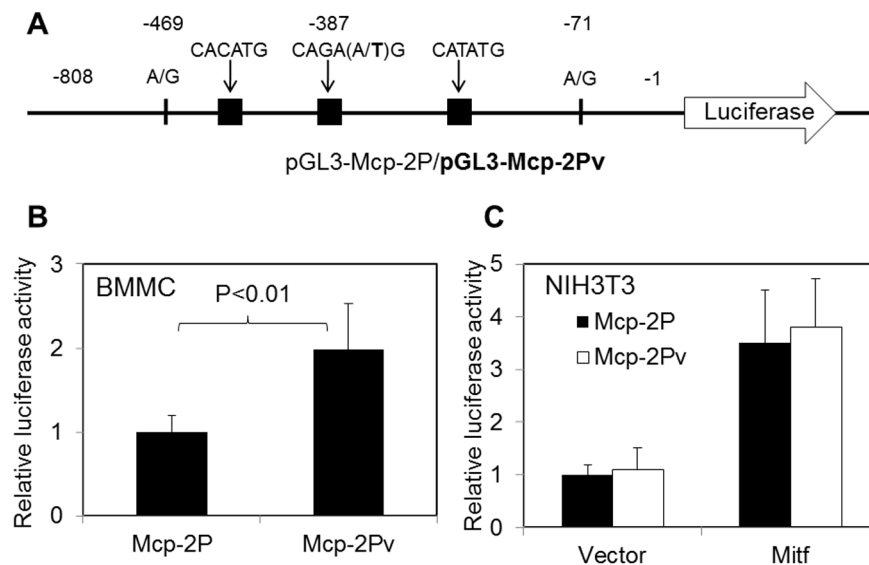 A
-469 -387 -71
CACATG CAGA(A/T)G CATATG
-808 A/G A/G -1
Luciferase
pGL3-Mcp-2P/pGL3-Mcp-2Pv
B
Relative luciferase activity
3
2
1
0
BMMC
P<0.01
Mcp-2P Mcp-2Pv
C
Relative luciferase activity
5
4
3
2
1
0
NIH3T3
Mcp-2P
Mcp-2Pv
Vector Mitf